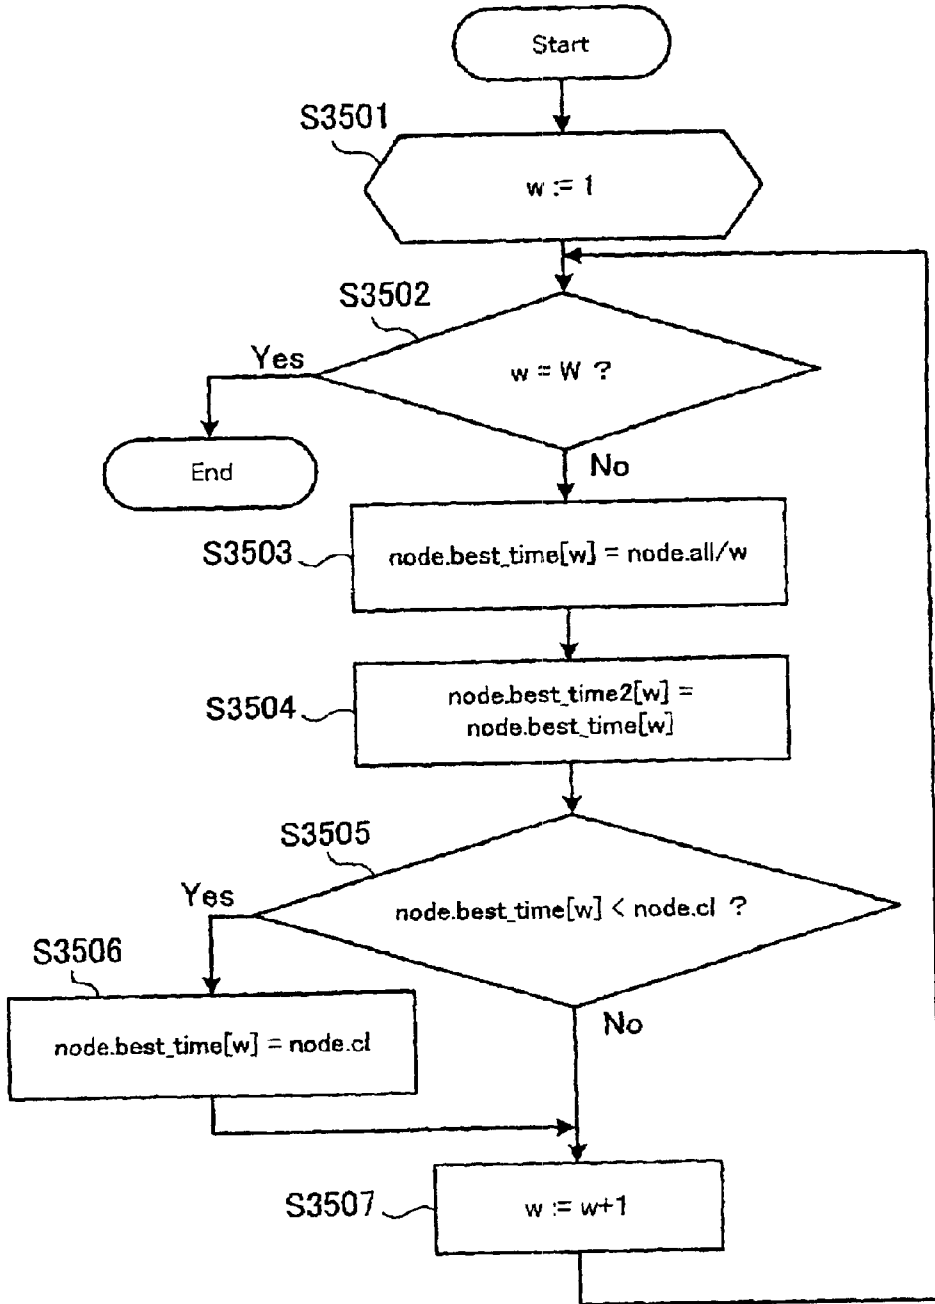 Start
S3501
w := 1
S3502
Yes
w = W ?
End
No
S3503
node.best_time[w] = node.all/w
S3504
node.best_time2[w] =
node.best_time[w]
S3505
Yes
node.best_time[w] < node.cl ?
S3506
node.best_time[w] = node.cl
No
S3507
w := w+1